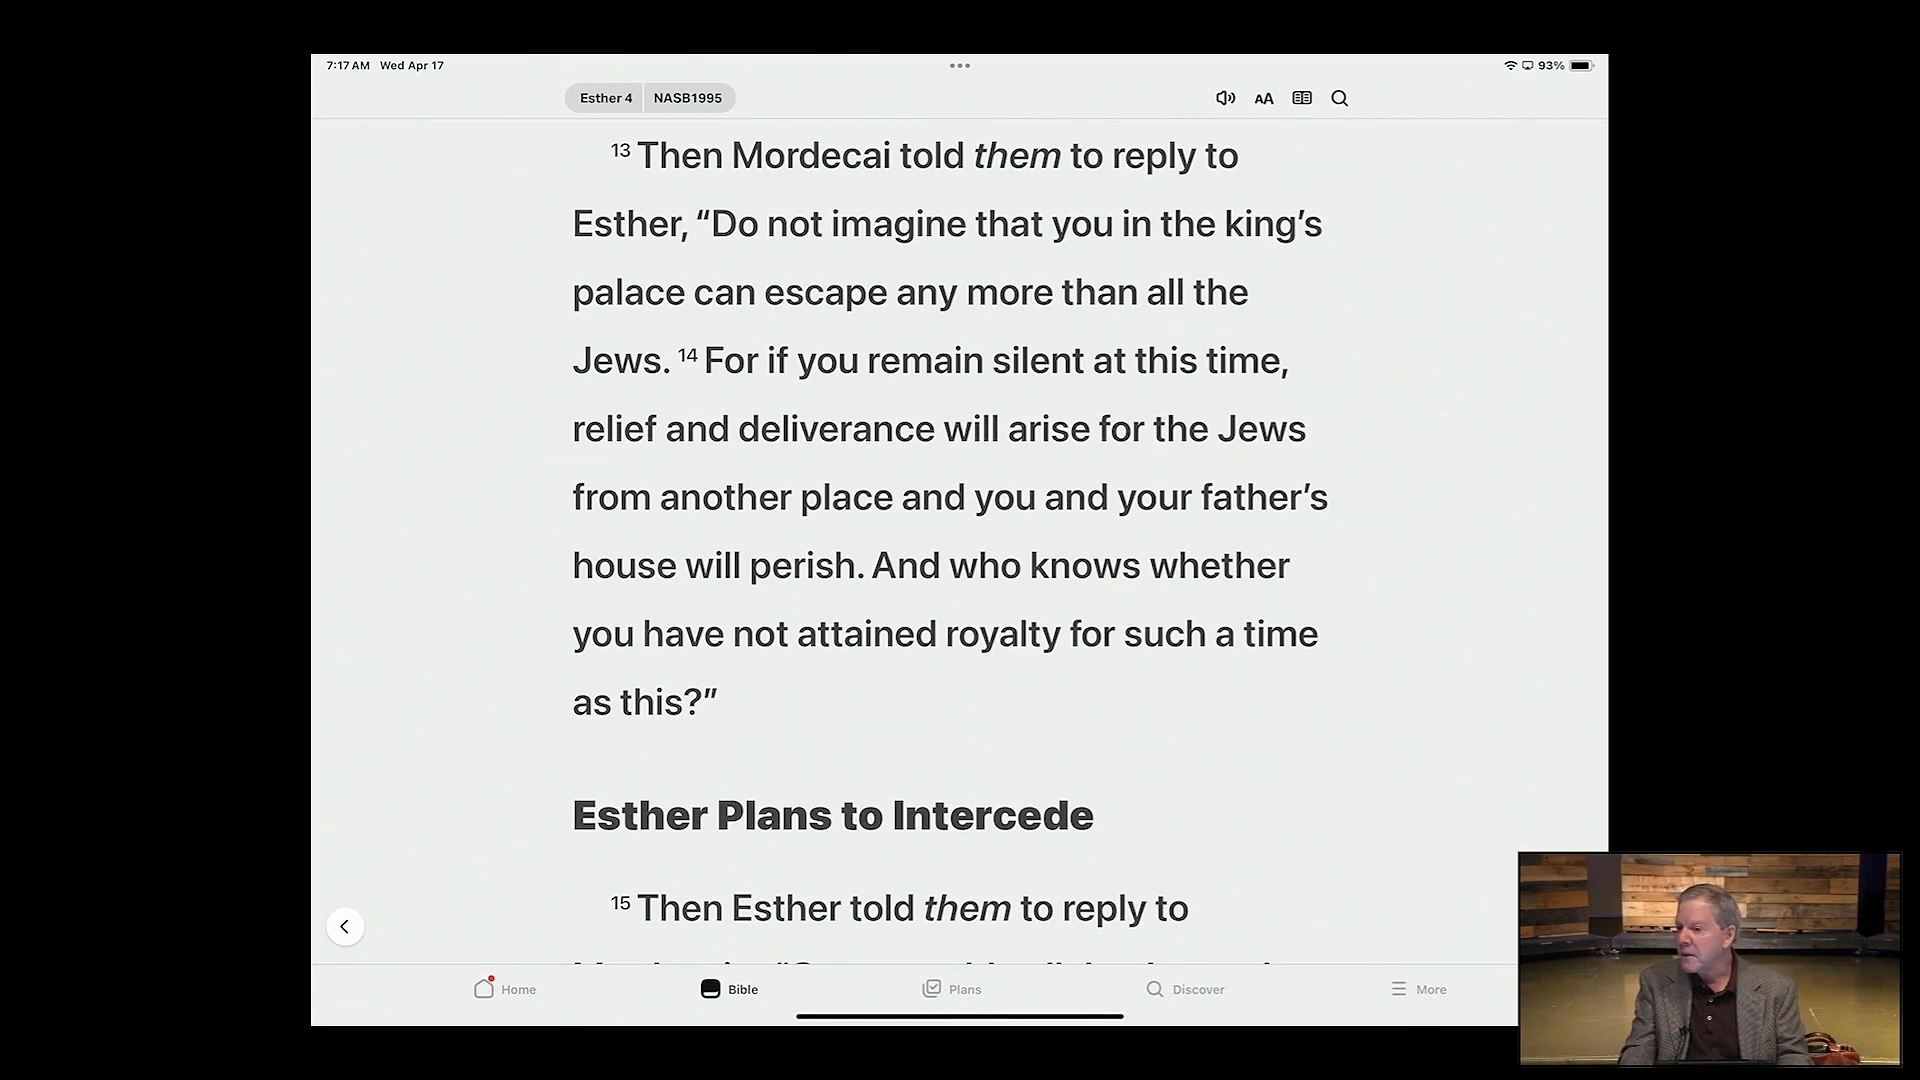 7:17 AM Wed Apr 17
93%
Esther 4 NASB1995
AA
13 Then Mordecai told them to reply to
Esther, “Do not imagine that you in the king’s
palace can escape any more than all the
Jews. 14 For if you remain silent at this time,
relief and deliverance will arise for the Jews
from another place and you and your father’s
house will perish. And who knows whether
you have not attained royalty for such a time
as this?”
Esther Plans to Intercede
15 Then Esther told them to reply to
Home Bible Plans Discover More